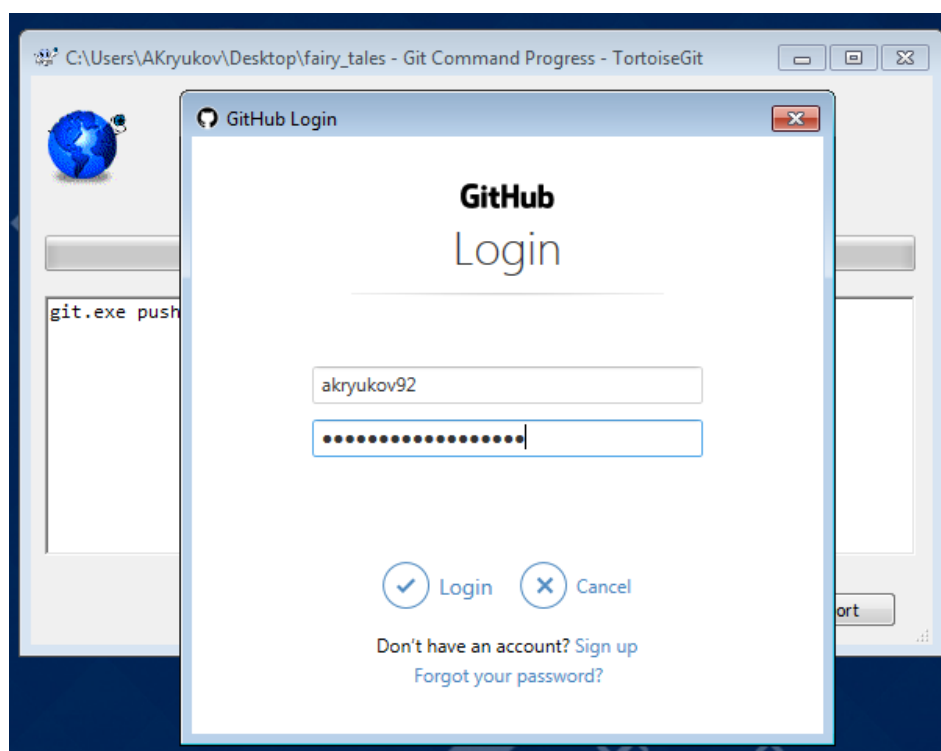 C:\Users\AKryukov\Desktop\fairy_tales - Git Command Progress - TortoiseGit
GitHub Login
GitHub
Login
git.exe push
akryukov92
••••••••••••••••••
Login
Cancel
ort
Don't have an account? Sign up
Forgot your password?